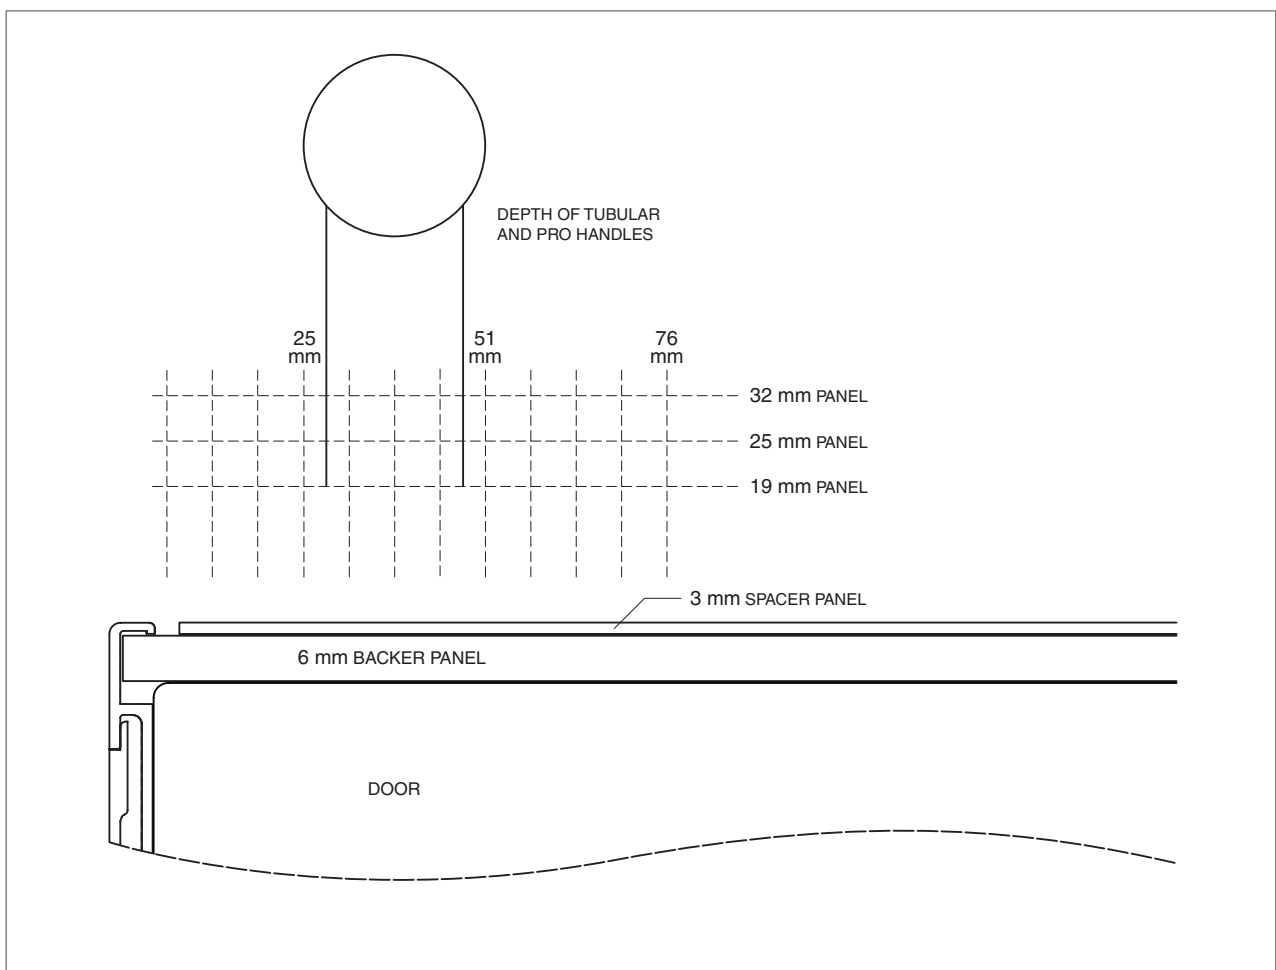 DEPTH OF TUBULAR
AND PRO HANDLES
25
mm
51
mm
76
mm
32 mm PANEL
25 mm PANEL
19 mm PANEL
3 mm SPACER PANEL
6 mm BACKER PANEL
DOOR